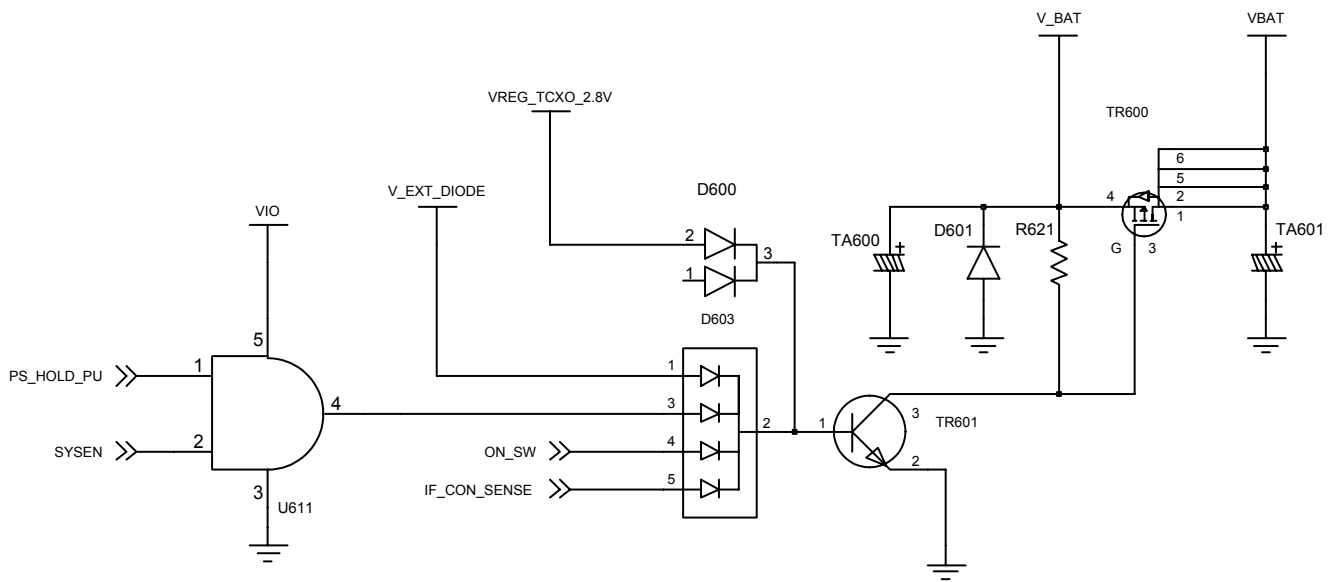 V_BAT
VBAT
VREG_TCXO_2.8V
TR600
D600
V_EXT_DIODE
VIO
2
3
1
D603
6
5
4
2
1
TA600
+
D601
R621
G
3
TA601
+
5
PS_HOLD_PU
1
4
SYSEN
2
3
U611
1
3
ON_SW
4
IF_CON_SENSE
5
2
1
3
TR601
2